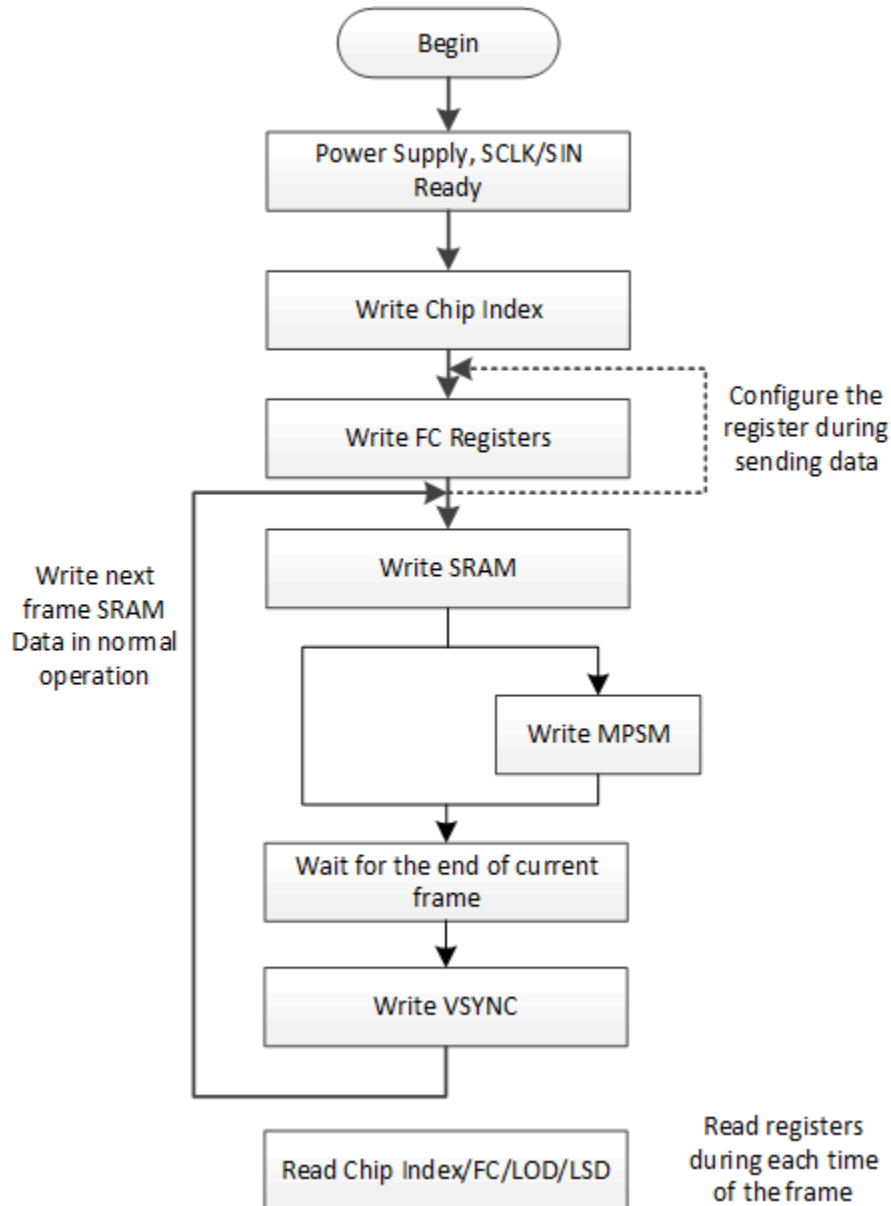 Begin
Power Supply, SCLK/SIN
Ready
Write Chip Index
Configure the
register during
sending data
Write FC Registers
Write SRAM
Write next
frame SRAM
Data in normal
operation
Write MPSM
Wait for the end of current
frame
Write VSYNC
Read Chip Index/FC/LOD/LSD
Read registers
during each time
of the frame